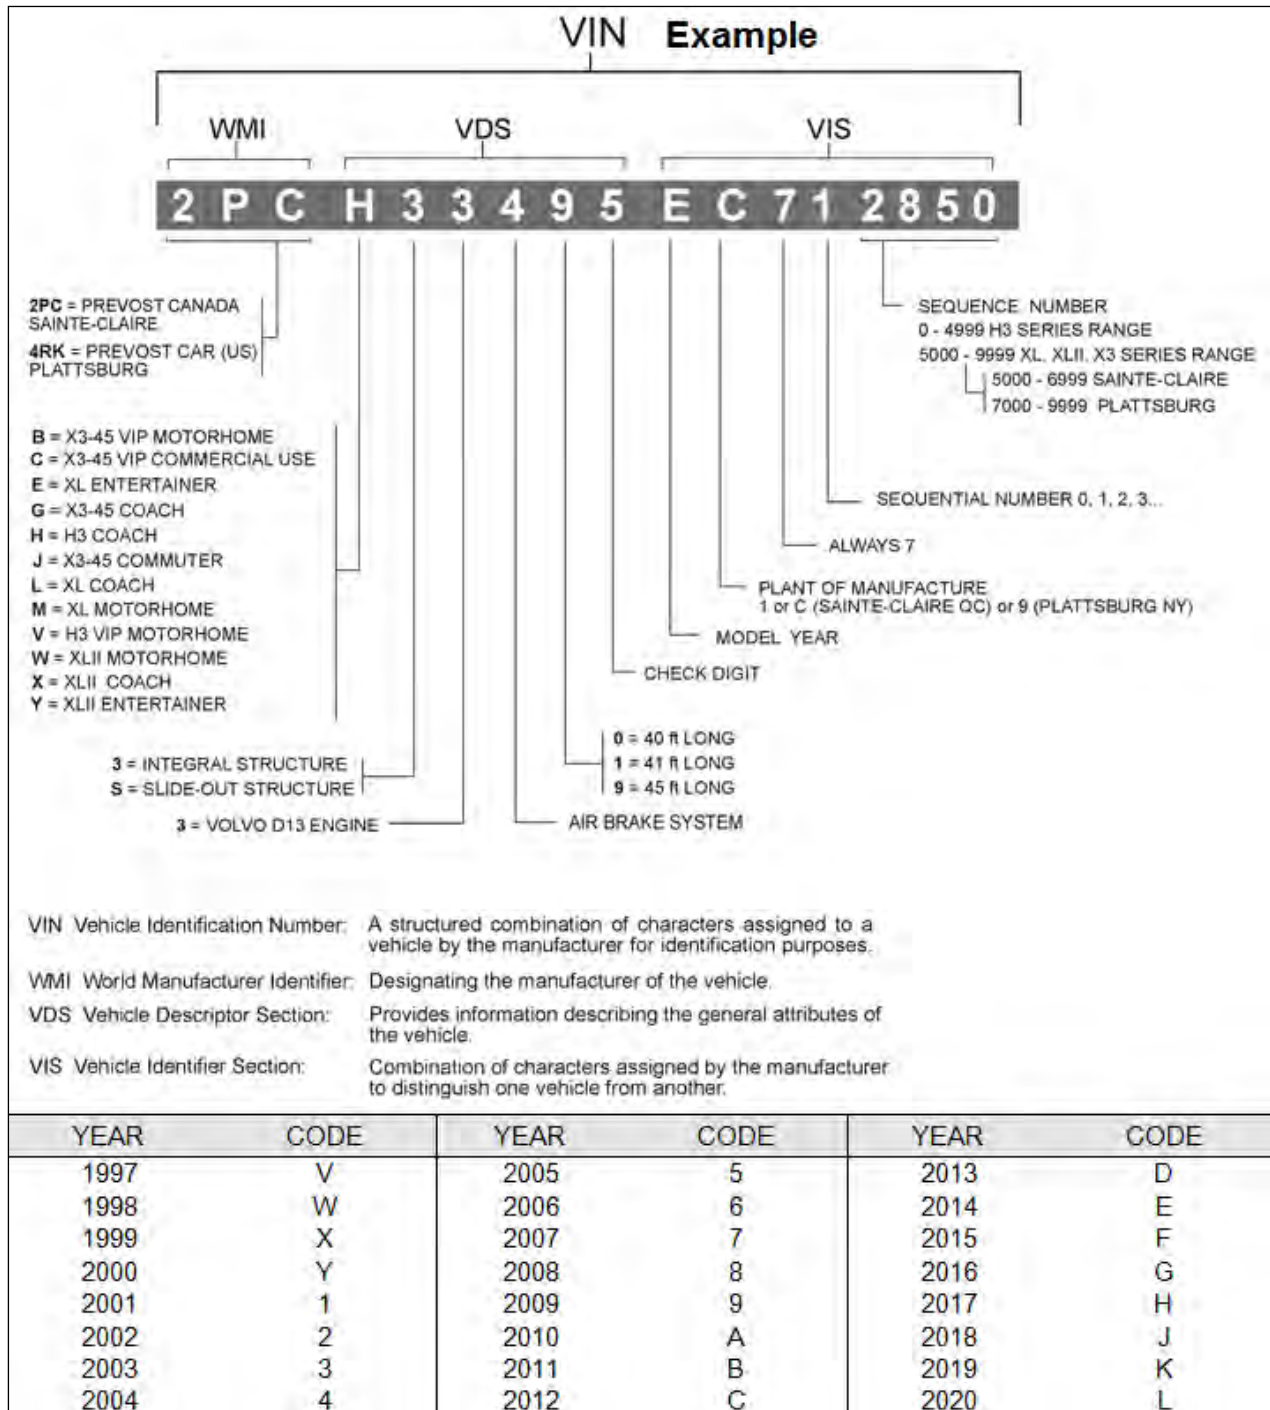 VIN Example
WMI VDS VIS
2 P C H 3 3 4 9 5 E C 7 1 2 8 5 0
2PC = PREVOST CANADA
SAINTE-CLAIRE
4RK = PREVOST CAR (US)
PLATTSBURG
SEQUENCE NUMBER
0 - 4999 H3 SERIES RANGE
5000 - 9999 XL, XLII, X3 SERIES RANGE
5000 - 6999 SAINTE-CLAIRE
7000 - 9999 PLATTSBURG
B = X3-45 VIP MOTORHOME
C = X3-45 VIP COMMERCIAL USE
E = XL ENTERTAINER
G = X3-45 COACH
H = H3 COACH
J = X3-45 COMMUTER
L = XL COACH
M = XL MOTORHOME
V = H3 VIP MOTORHOME
W = XLII MOTORHOME
X = XLII COACH
Y = XLII ENTERTAINER
SEQUENTIAL NUMBER 0, 1, 2, 3...
ALWAYS 7
PLANT OF MANUFACTURE
1 or C (SAINTE-CLAIRE QC) or 9 (PLATTSBURG NY)
MODEL YEAR
CHECK DIGIT
0 = 40 ft LONG
1 = 41 ft LONG
9 = 45 ft LONG
3 = INTEGRAL STRUCTURE
S = SLIDE-OUT STRUCTURE
3 = VOLVO D13 ENGINE
AIR BRAKE SYSTEM
VIN Vehicle Identification Number: A structured combination of characters assigned to a
vehicle by the manufacturer for identification purposes.
WMI World Manufacturer Identifier: Designating the manufacturer of the vehicle.
VDS Vehicle Descriptor Section: Provides information describing the general attributes of
the vehicle.
VIS Vehicle Identifier Section: Combination of characters assigned by the manufacturer
to distinguish one vehicle from another.
YEAR CODE YEAR CODE YEAR CODE
1997 V 2005 5 2013 D
1998 W 2006 6 2014 E
1999 X 2007 7 2015 F
2000 Y 2008 8 2016 G
2001 1 2009 9 2017 H
2002 2 2010 A 2018 J
2003 3 2011 B 2019 K
2004 4 2012 C 2020 L